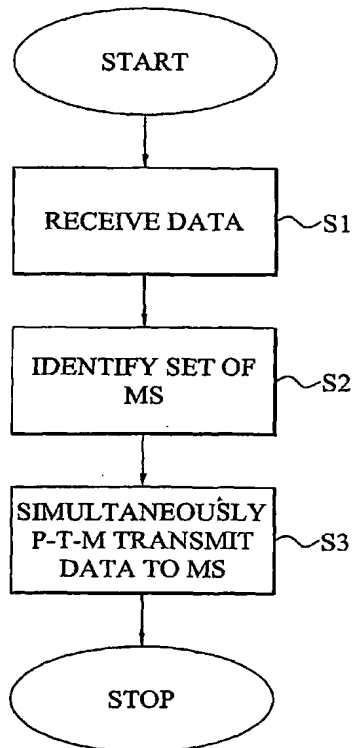 START
RECEIVE DATA
S1
IDENTIFY SET OF
MS
S2
SIMULTANEOUSLY
P-T-M TRANSMIT
DATA TO MS
S3
STOP